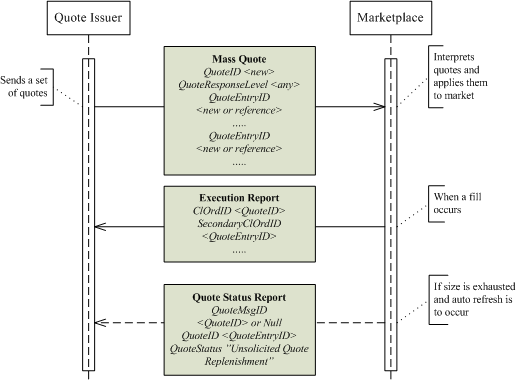 Quote Issuer
Marketplace
Sends a set
of quotes
Mass Quote
QuoteID <new>
QuoteResponseLevel <any>
QuoteEntryID
<new or reference>
.....
QuoteEntryID
<new or reference>
.....
Interprets
quotes and
applies them
to market
Execution Report
ClOrdID <QuoteID>
SecondaryClOrdID
<QuoteEntryID>
.....
When a fill
occurs
Quote Status Report
QuoteMsgID
<QuoteID> or Null
QuoteID <QuoteEntryID>
QuoteStatus ”Unsolicited Quote
Replenishment”
If size is exhausted
and auto refresh is
to occur